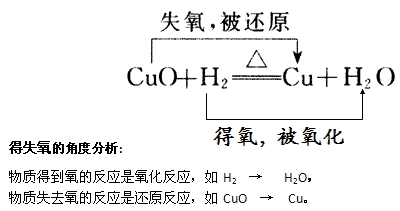 失氧,被还原
△
CuO+H₂══Cu+H₂O
得氧, 被氧化
得失氧的角度分析:
物质得到氧的反应是氧化反应，如 H₂ → H₂O。
物质失去氧的反应是还原反应，如 CuO → Cu。